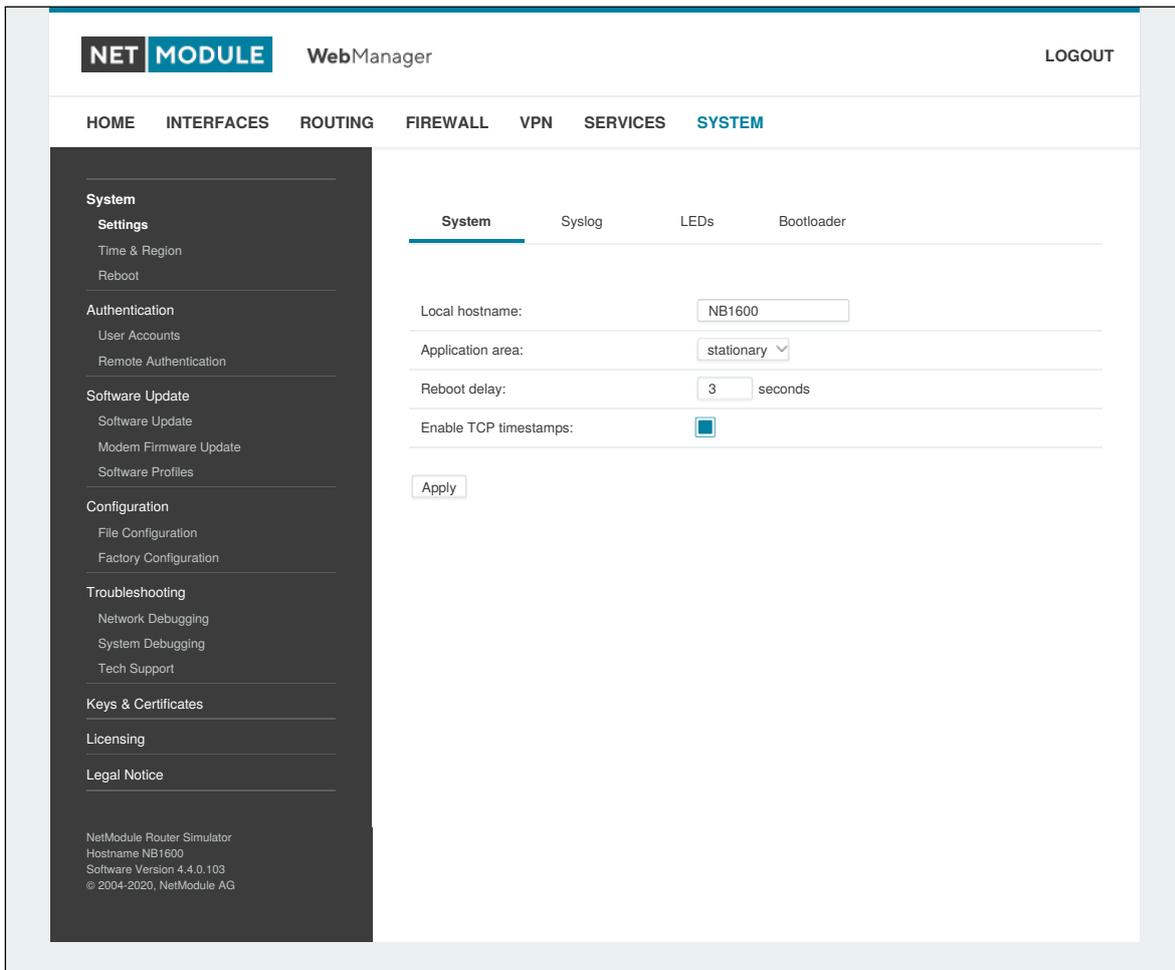 NET MODULE WebManager LOGOUT
HOME INTERFACES ROUTING FIREWALL VPN SERVICES SYSTEM
System
Settings
Time & Region
Reboot
Authentication
User Accounts
Remote Authentication
Software Update
Software Update
Modem Firmware Update
Software Profiles
Configuration
File Configuration
Factory Configuration
Troubleshooting
Network Debugging
System Debugging
Tech Support
Keys & Certificates
Licensing
Legal Notice
NetModule Router Simulator
Hostname NB1600
Software Version 4.4.0.103
© 2004-2020, NetModule AG
System Syslog LEDs Bootloader
Local hostname: NB1600
Application area: stationary
Reboot delay: 3 seconds
Enable TCP timestamps:
Apply